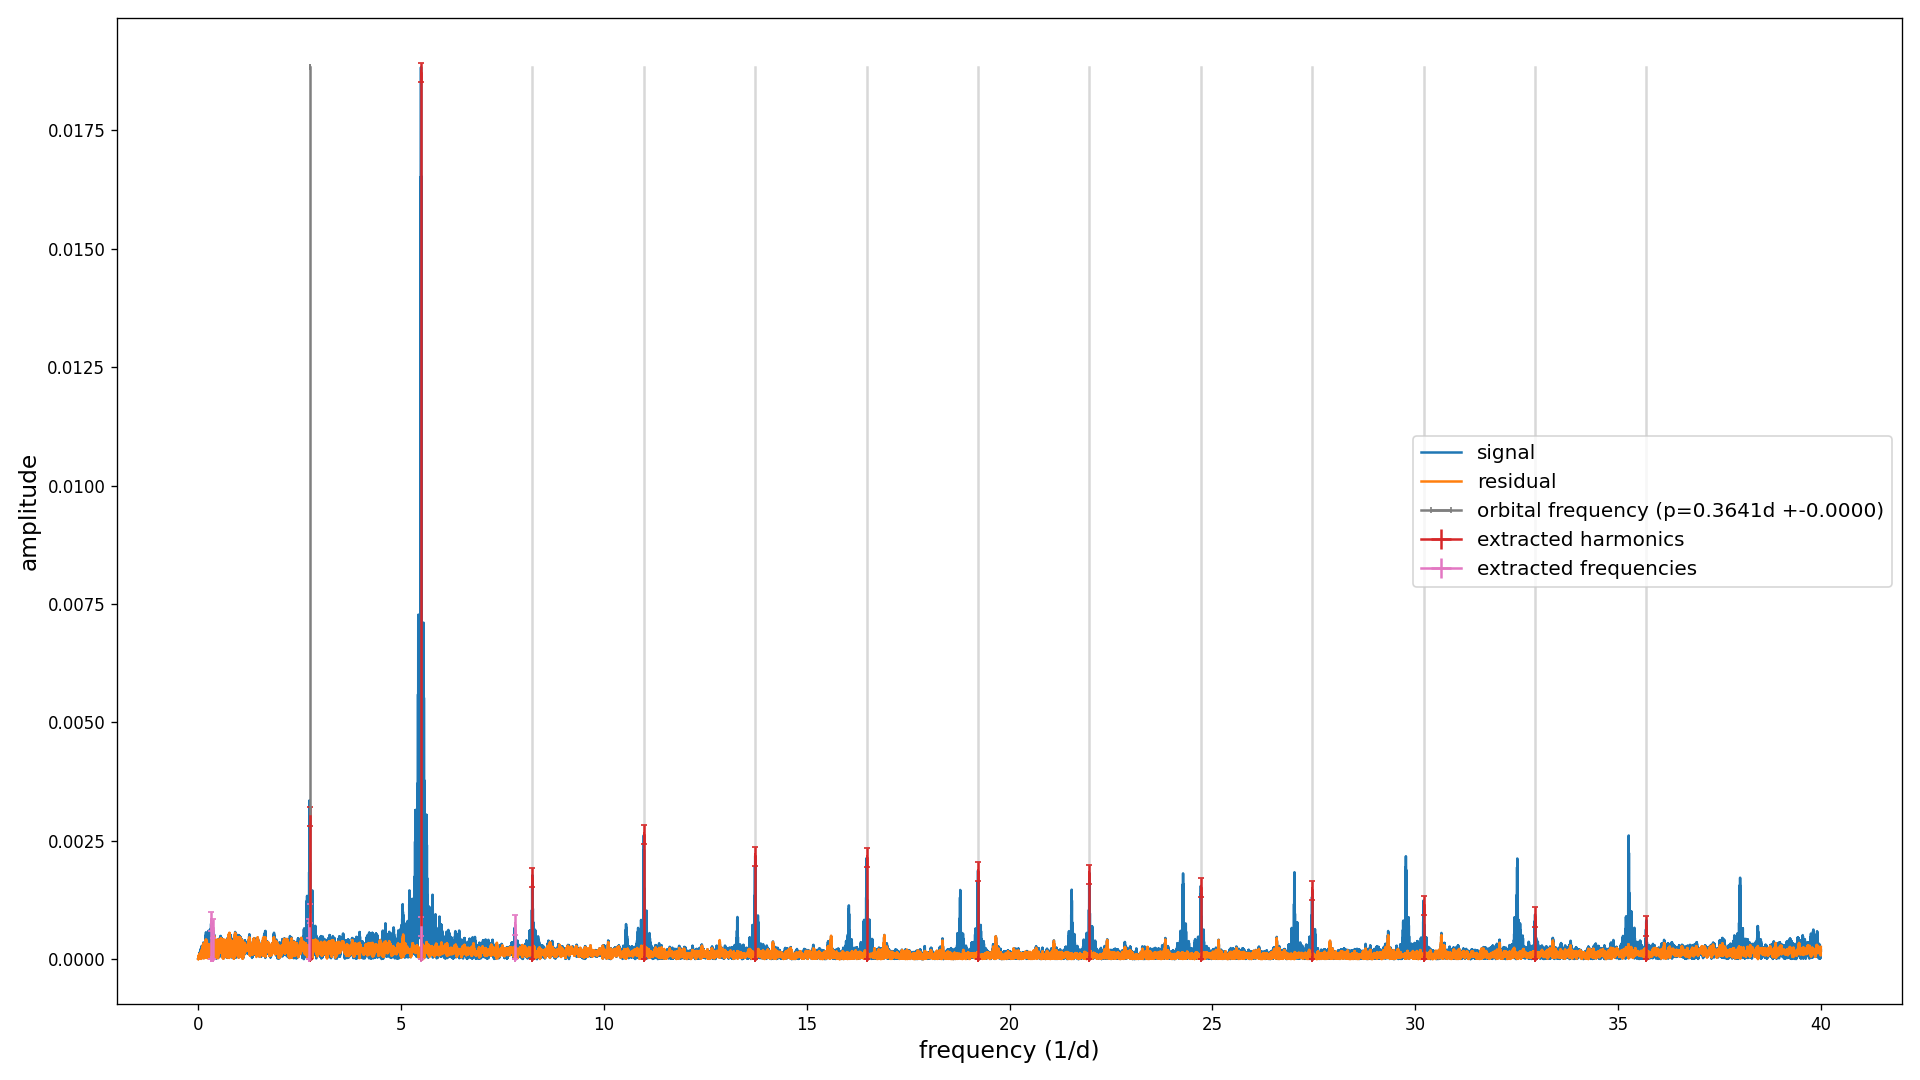 amplitude
0.0175
0.0150
0.0125
0.0100
0.0075
0.0050
0.0025
0.0000
signal
residual
orbital frequency (p=0.3641d +-0.0000)
extracted harmonics
extracted frequencies
0 5 10 15 20 25 30 35 40
frequency (1/d)